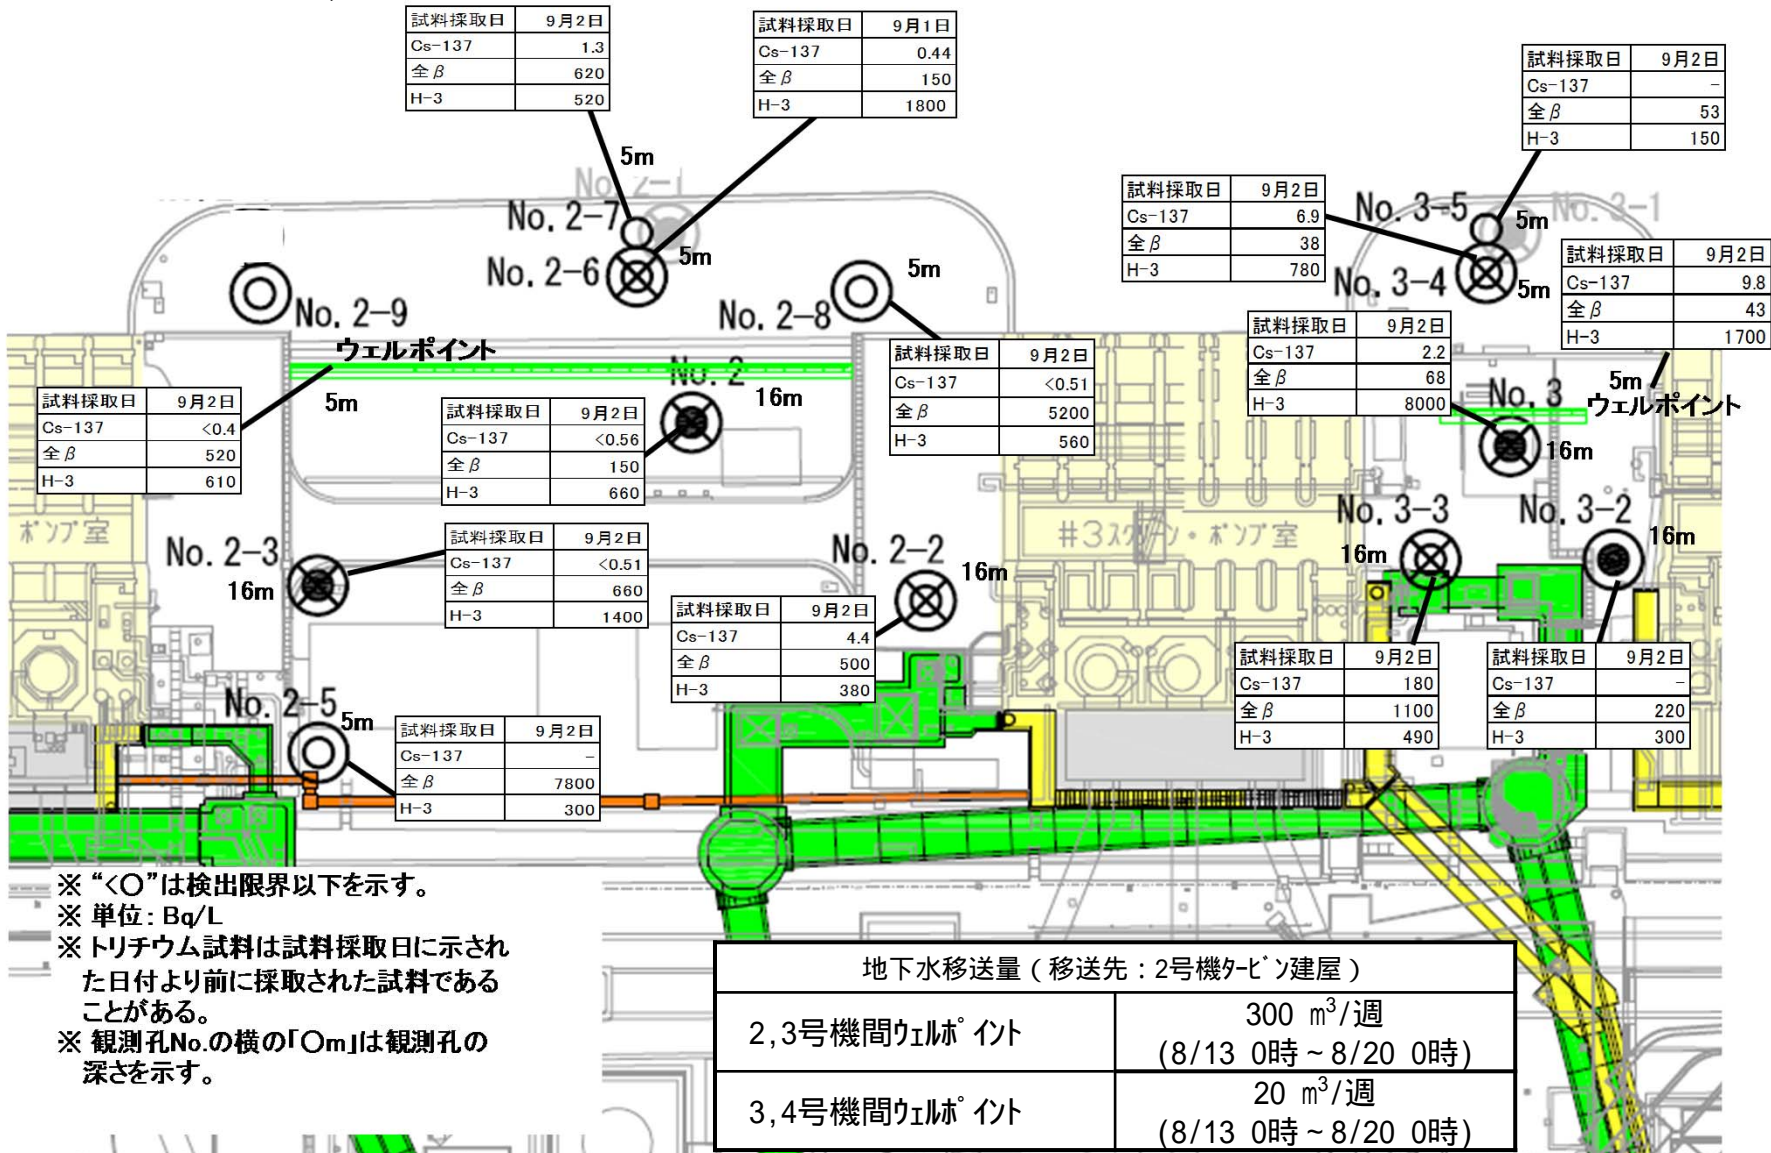 試料採取日 9月2日
Cs-137 1.3
全β 620
H-3 520
試料採取日 9月1日
Cs-137 0.44
全β 150
H-3 1800
試料採取日 9月2日
Cs-137 -
全β 53
H-3 150
5m
No. 2-1
No. 2-7
No. 2-6
5m
試料採取日 9月2日
Cs-137 6.9
全β 38
H-3 780
No. 3-5
5m
No. 3-1
No. 3-4
5m
試料採取日 9月2日
Cs-137 9.8
全β 43
H-3 1700
No. 2-9
No. 2-8
5m
ウェルポイント
5m
試料採取日 9月2日
Cs-137 <0.4
全β 520
H-3 610
No. 2
16m
試料採取日 9月2日
Cs-137 <0.56
全β 150
H-3 660
試料採取日 9月2日
Cs-137 <0.51
全β 5200
H-3 560
試料採取日 9月2日
Cs-137 2.2
全β 68
H-3 8000
No. 3
5m
ウェルポイント
16m
ポンプ室
No. 2-3
16m
試料採取日 9月2日
Cs-137 <0.51
全β 660
H-3 1400
No. 2-2
16m
#3スクリーン・ポンプ室
No. 3-3
16m
No. 3-2
16m
試料採取日 9月2日
Cs-137 4.4
全β 500
H-3 380
試料採取日 9月2日
Cs-137 180
全β 1100
H-3 490
試料採取日 9月2日
Cs-137 -
全β 220
H-3 300
No. 2-5
5m
試料採取日 9月2日
Cs-137 -
全β 7800
H-3 300
※ “<〇”は検出限界以下を示す。
※ 単位：Bq/L
※ トリチウム試料は試料採取日に示され
た日付より前に採取された試料である
ことがある。
※ 観測孔No.の横の「〇m」は観測孔の
深さを示す。
地下水移送量（移送先：2号機ﾀｰﾋﾞﾝ建屋）
2,3号機間ｳｪﾙﾎﾟｲﾝﾄ 300 m³/週
(8/13 0時～8/20 0時)
3,4号機間ｳｪﾙﾎﾟｲﾝﾄ 20 m³/週
(8/13 0時～8/20 0時)